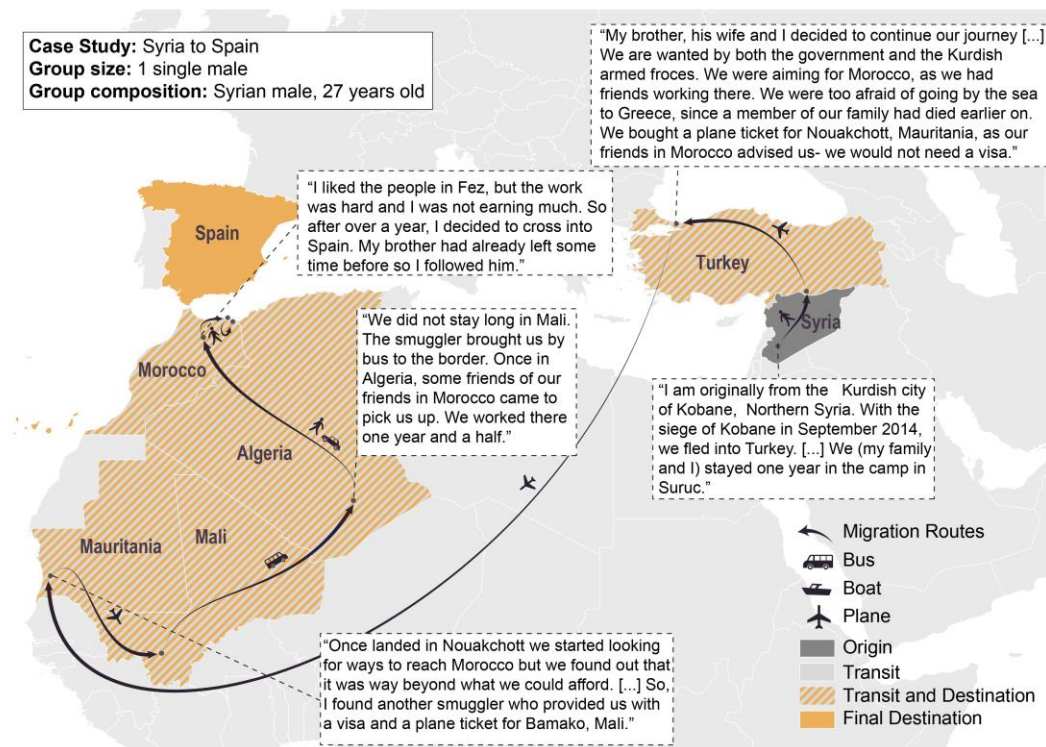 Case Study: Syria to Spain
Group size: 1 single male
Group composition: Syrian male, 27 years old
“My brother, his wife and I decided to continue our journey [...]
We are wanted by both the government and the Kurdish
armed froces. We were aiming for Morocco, as we had
friends working there. We were too afraid of going by the sea
to Greece, since a member of our family had died earlier on.
We bought a plane ticket for Nouakchott, Mauritania, as our
friends in Morocco advised us- we would not need a visa.”
“I liked the people in Fez, but the work
was hard and I was not earning much. So
after over a year, I decided to cross into
Spain. My brother had already left some
time before so I followed him.”
Spain
Turkey
Syria
“We did not stay long in Mali.
The smuggler brought us by
bus to the border. Once in
Algeria, some friends of our
friends in Morocco came to
pick us up. We worked there
one year and a half.”
Morocco
Algeria
Mali
Mauritania
“I am originally from the Kurdish city
of Kobane, Northern Syria. With the
siege of Kobane in September 2014,
we fled into Turkey. [...] We (my family
and I) stayed one year in the camp in
Suruc.”
“Once landed in Nouakchott we started looking
for ways to reach Morocco but we found out that
it was way beyond what we could afford. [...] So,
I found another smuggler who provided us with
a visa and a plane ticket for Bamako, Mali.”
Migration Routes
Bus
Boat
Plane
Origin
Transit
Transit and Destination
Final Destination